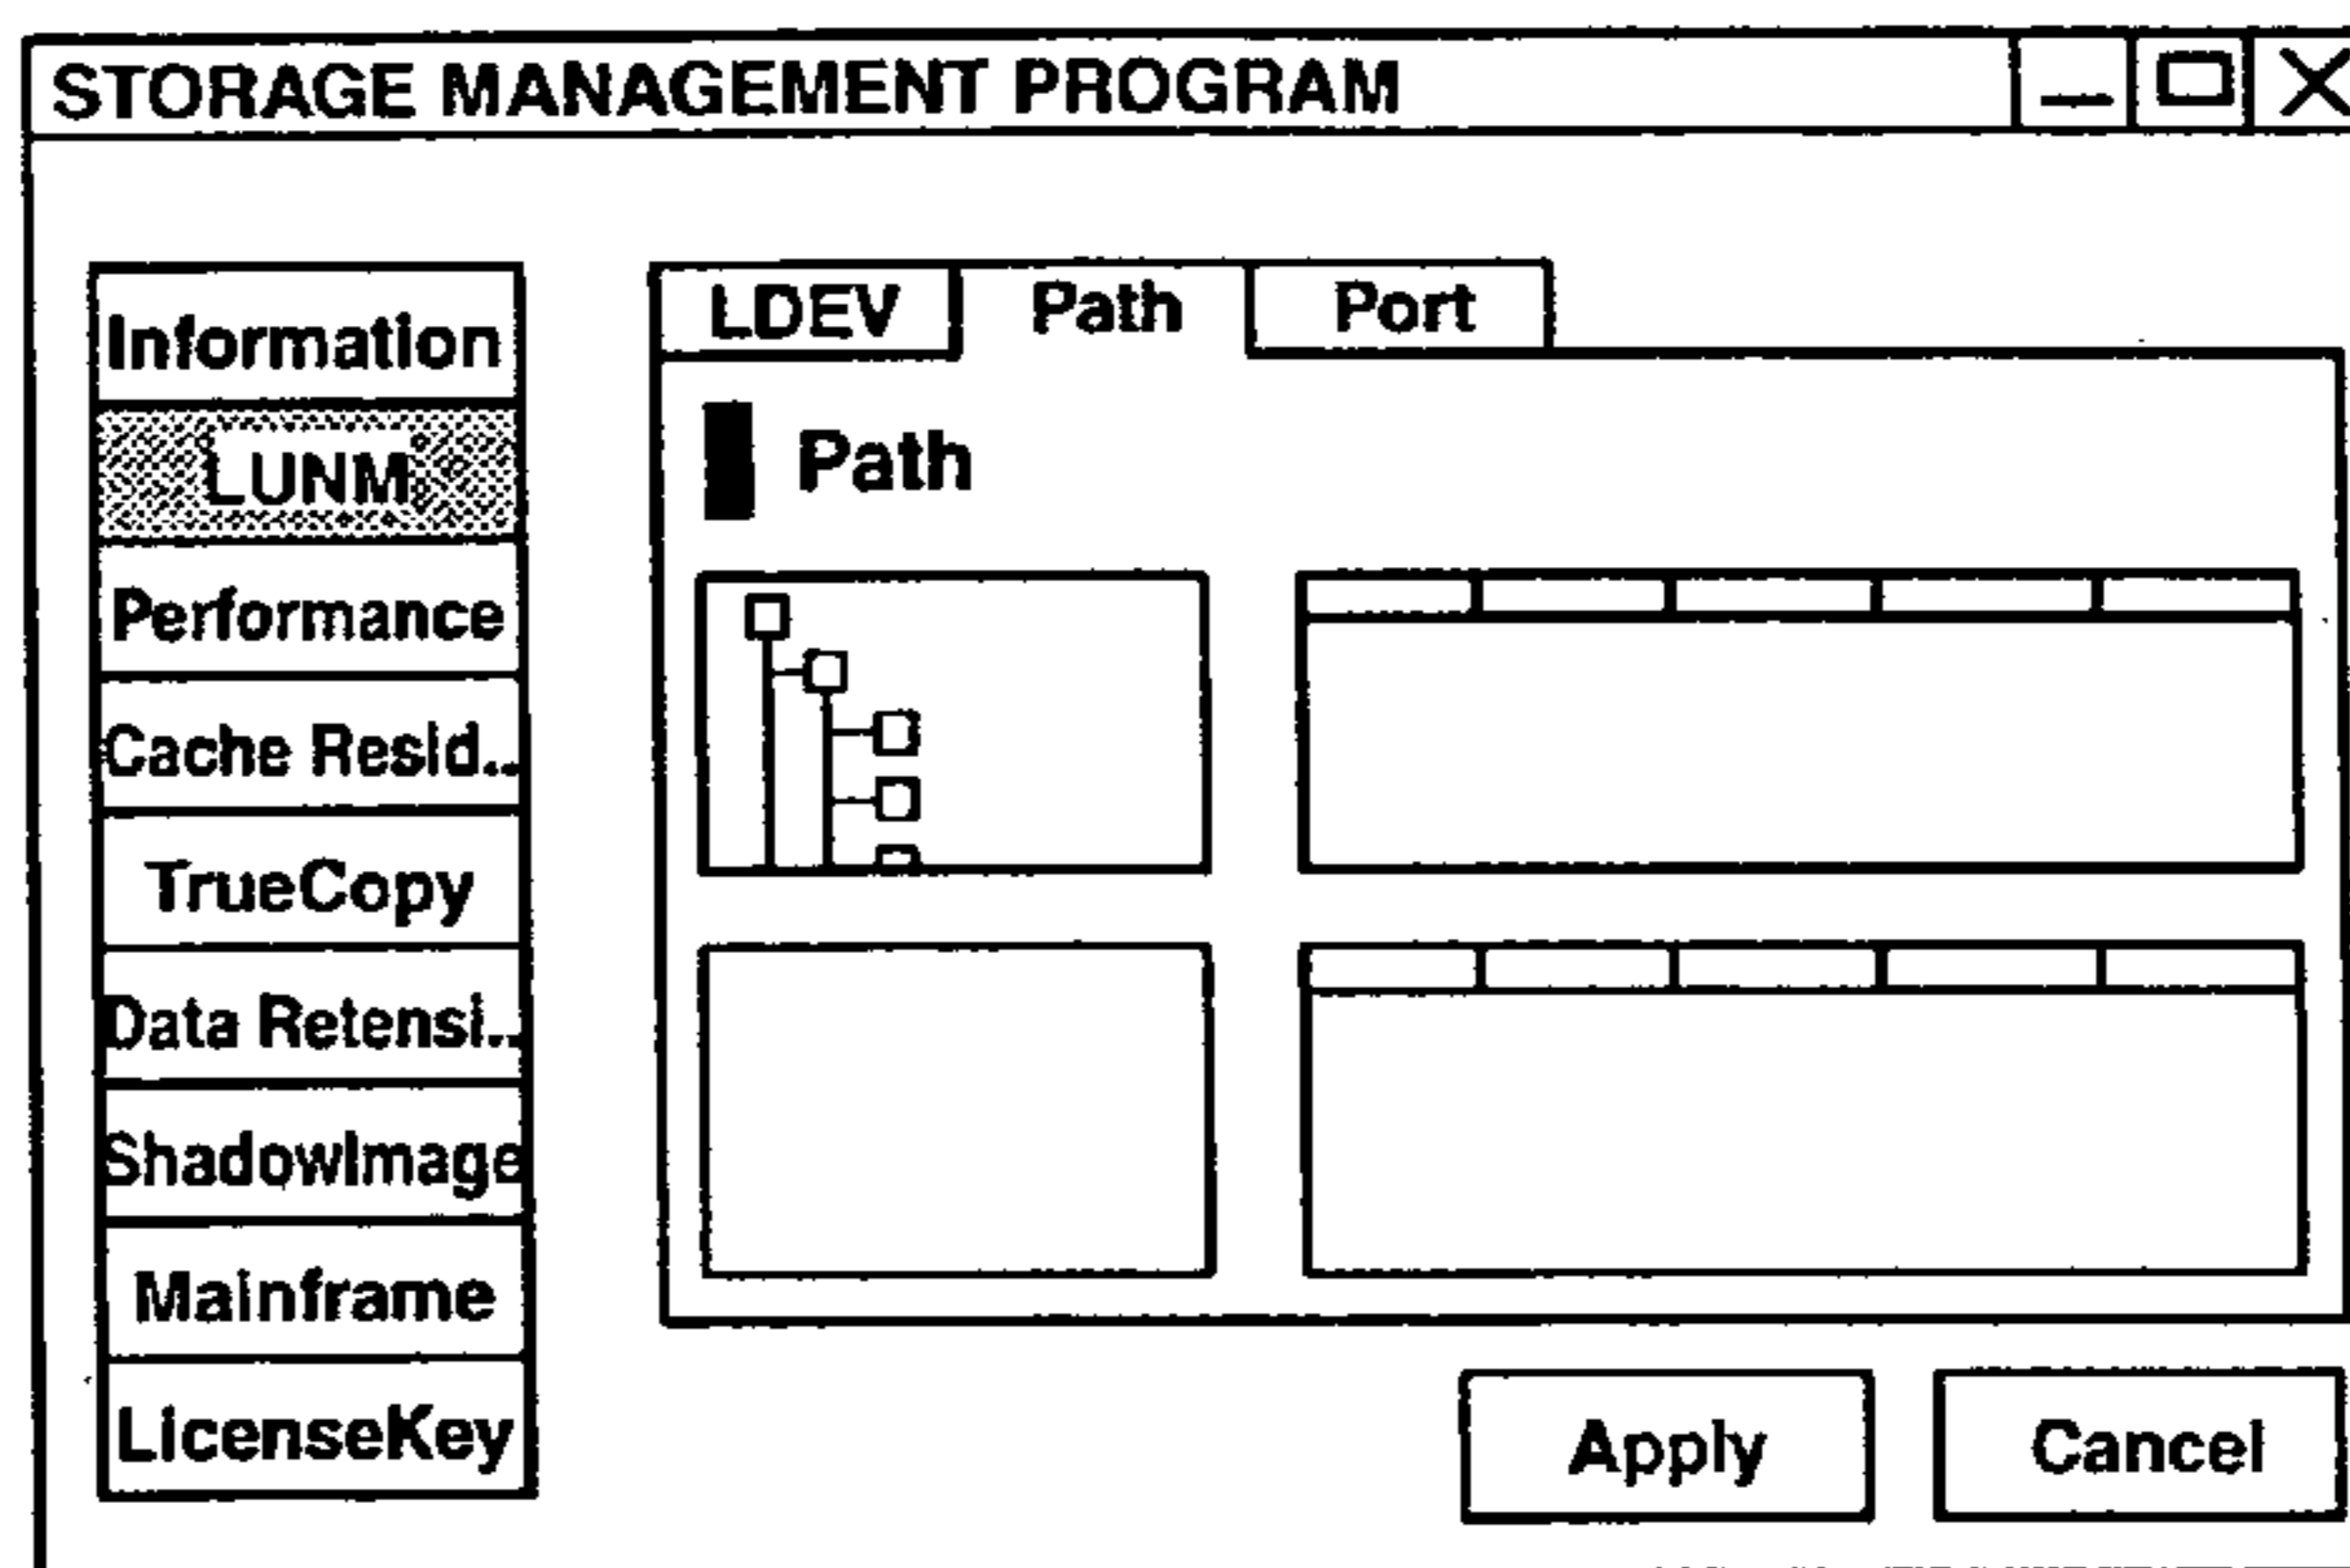 STORAGE MANAGEMENT PROGRAM
Information
LUNM
Performance
Cache Resid..
TrueCopy
Data Retensi..
ShadowImage
Mainframe
LicenseKey
LDEV Path Port
Path
Apply Cancel